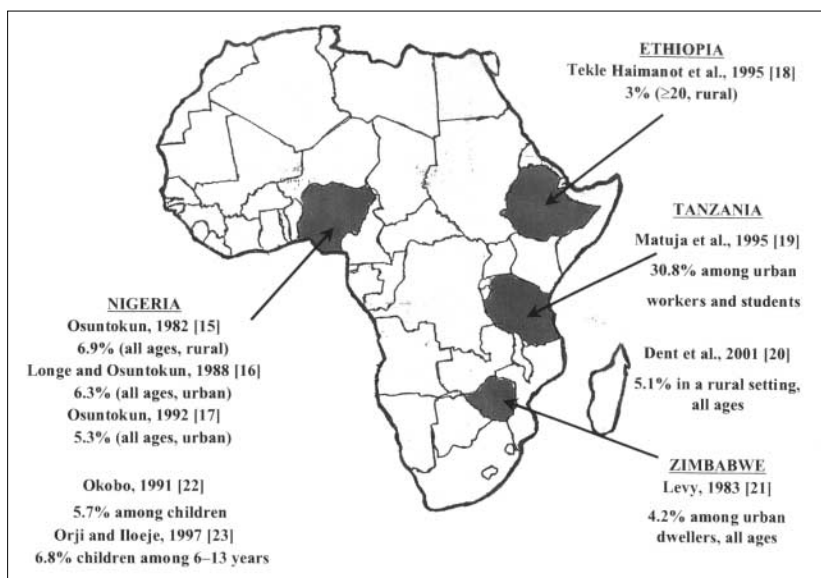 ETHIOPIA
Tekle Haimanot et al., 1995 [18]
3% (≥20, rural)
TANZANIA
Matuja et al., 1995 [19]
30.8% among urban
workers and students
Dent et al., 2001 [20]
5.1% in a rural setting,
all ages
ZIMBABWE
Levy, 1983 [21]
4.2% among urban
dwellers, all ages
NIGERIA
Osuntokun, 1982 [15]
6.9% (all ages, rural)
Longe and Osuntokun, 1988 [16]
6.3% (all ages, urban)
Osuntokun, 1992 [17]
5.3% (all ages, urban)
Okobo, 1991 [22]
5.7% among children
Orji and Iloeje, 1997 [23]
6.8% children among 6–13 years